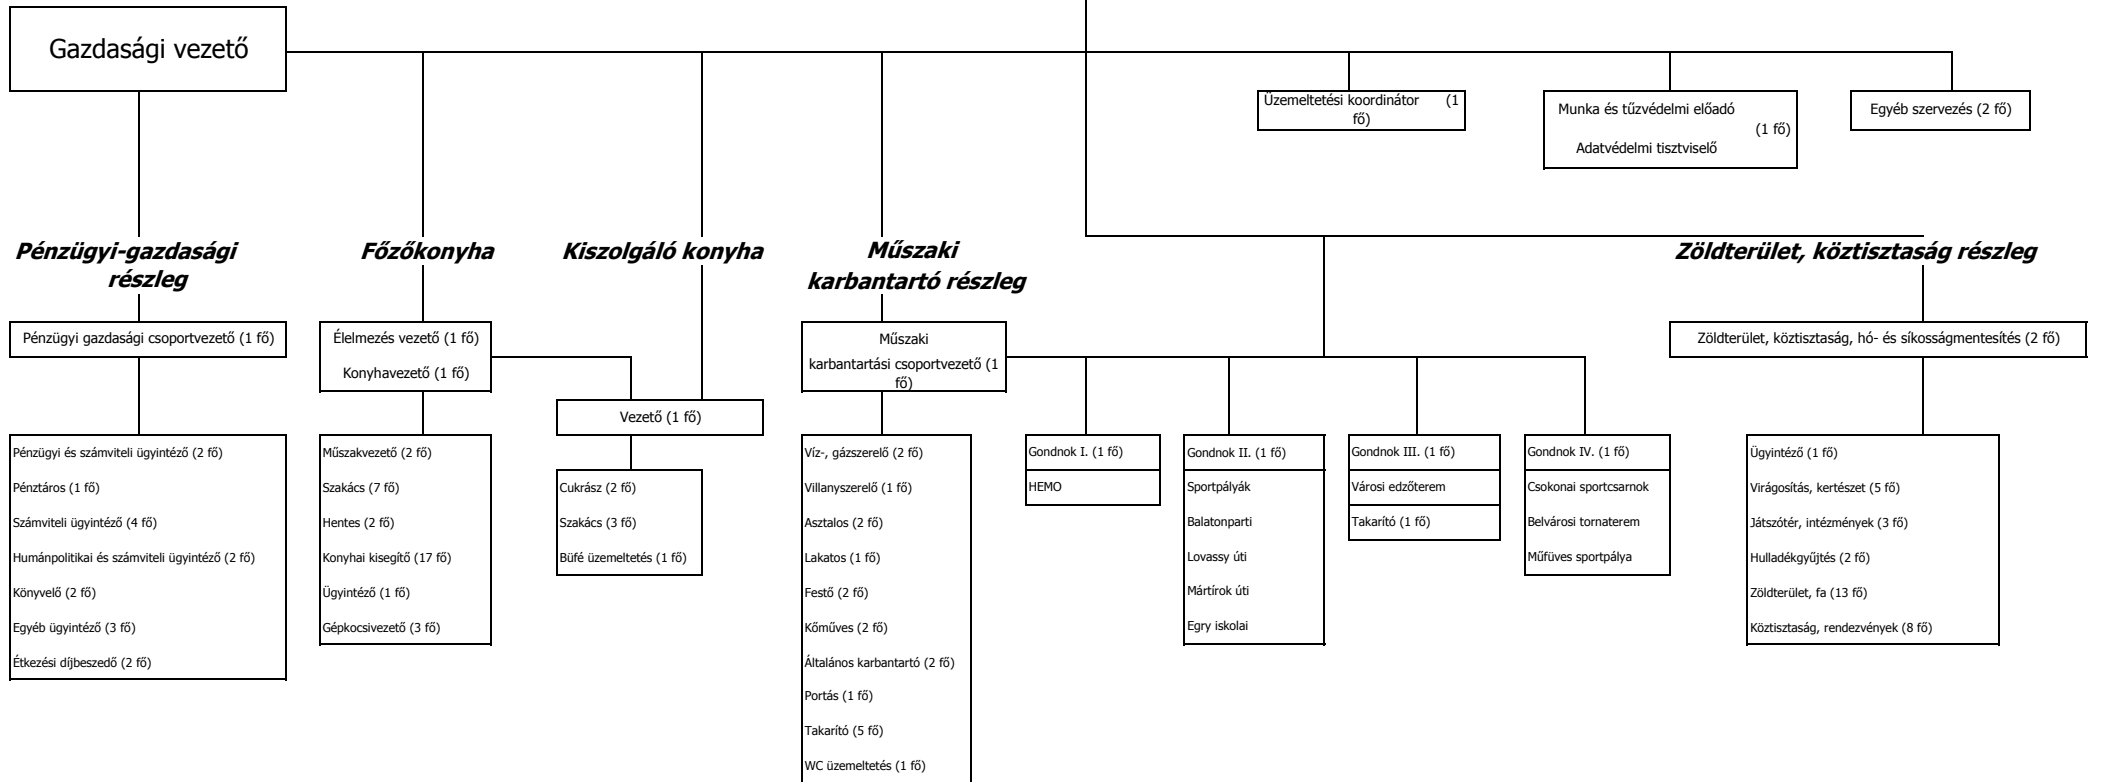 Gazdasági vezető
Üzemeltetési koordinátor (1
fő)
Munka és tűzvédelmi előadó
(1 fő)
Adatvédelmi tisztviselő
Egyéb szervezés (2 fő)
Pénzügyi-gazdasági
részleg
Főzőkonyha
Kiszolgáló konyha
Műszaki
karbantartó részleg
Zöldterület, köztisztaság részleg
Pénzügyi gazdasági csoportvezető (1 fő)
Élelmezés vezető (1 fő)
Konyhavezető (1 fő)
Vezető (1 fő)
Műszaki
karbantartási csoportvezető (1
fő)
Zöldterület, köztisztaság, hó- és síkosságmentesítés (2 fő)
Pénzügyi és számviteli ügyintéző (2 fő)
Pénztáros (1 fő)
Számviteli ügyintéző (4 fő)
Humánpolitikai és számviteli ügyintéző (2 fő)
Könyvelő (2 fő)
Egyéb ügyintéző (3 fő)
Étkezési díjbeszedő (2 fő)
Műszakvezető (2 fő)
Szakács (7 fő)
Hentes (2 fő)
Konyhai kisegítő (17 fő)
Ügyintéző (1 fő)
Gépkocsivezető (3 fő)
Cukrász (2 fő)
Szakács (3 fő)
Büfé üzemeltetés (1 fő)
Víz-, gázszerelő (2 fő)
Villanyszerelő (1 fő)
Asztalos (2 fő)
Lakatos (1 fő)
Festő (2 fő)
Kőműves (2 fő)
Általános karbantartó (2 fő)
Portás (1 fő)
Takarító (5 fő)
WC üzemeltetés (1 fő)
Gondnok I. (1 fő)
HEMO
Gondnok II. (1 fő)
Sportpályák
Balatonparti
Lovassy úti
Mártírok úti
Egry iskolai
Gondnok III. (1 fő)
Városi edzőterem
Takarító (1 fő)
Gondnok IV. (1 fő)
Csokonai sportcsarnok
Belvárosi tornaterem
Műfüves sportpálya
Ügyintéző (1 fő)
Virágosítás, kertészet (5 fő)
Játszótér, intézmények (3 fő)
Hulladékgyűjtés (2 fő)
Zöldterület, fa (13 fő)
Köztisztaság, rendezvények (8 fő)